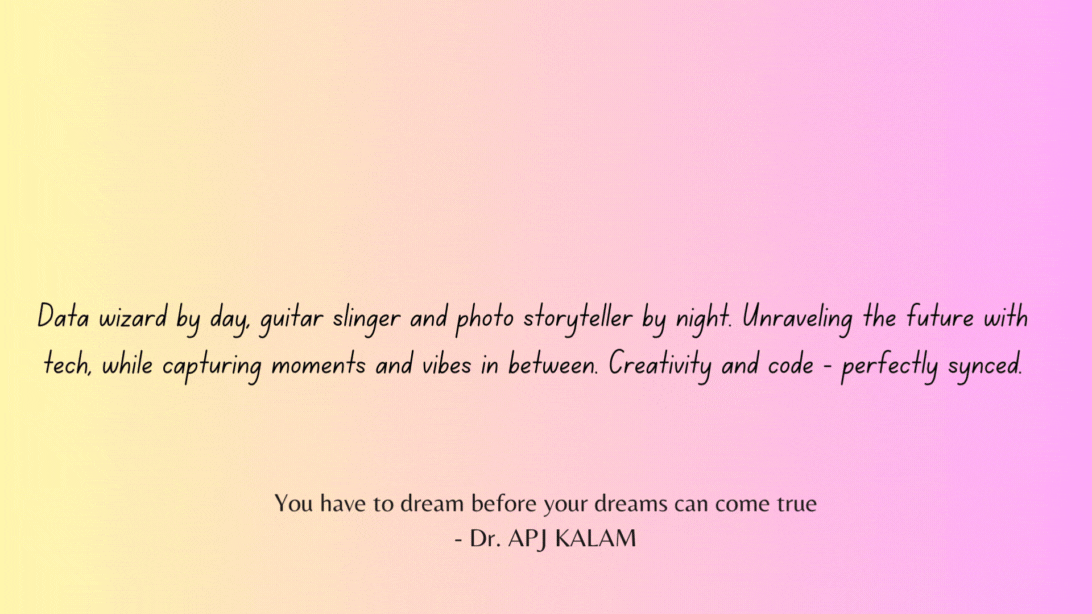 Data wizard by day, guitar slinger and photo storyteller by night. Unraveling the future with
tech, while capturing moments and vibes in between. Creativity and code - perfectly synced.
You have to dream before your dreams can come true
- Dr. APJ KALAM